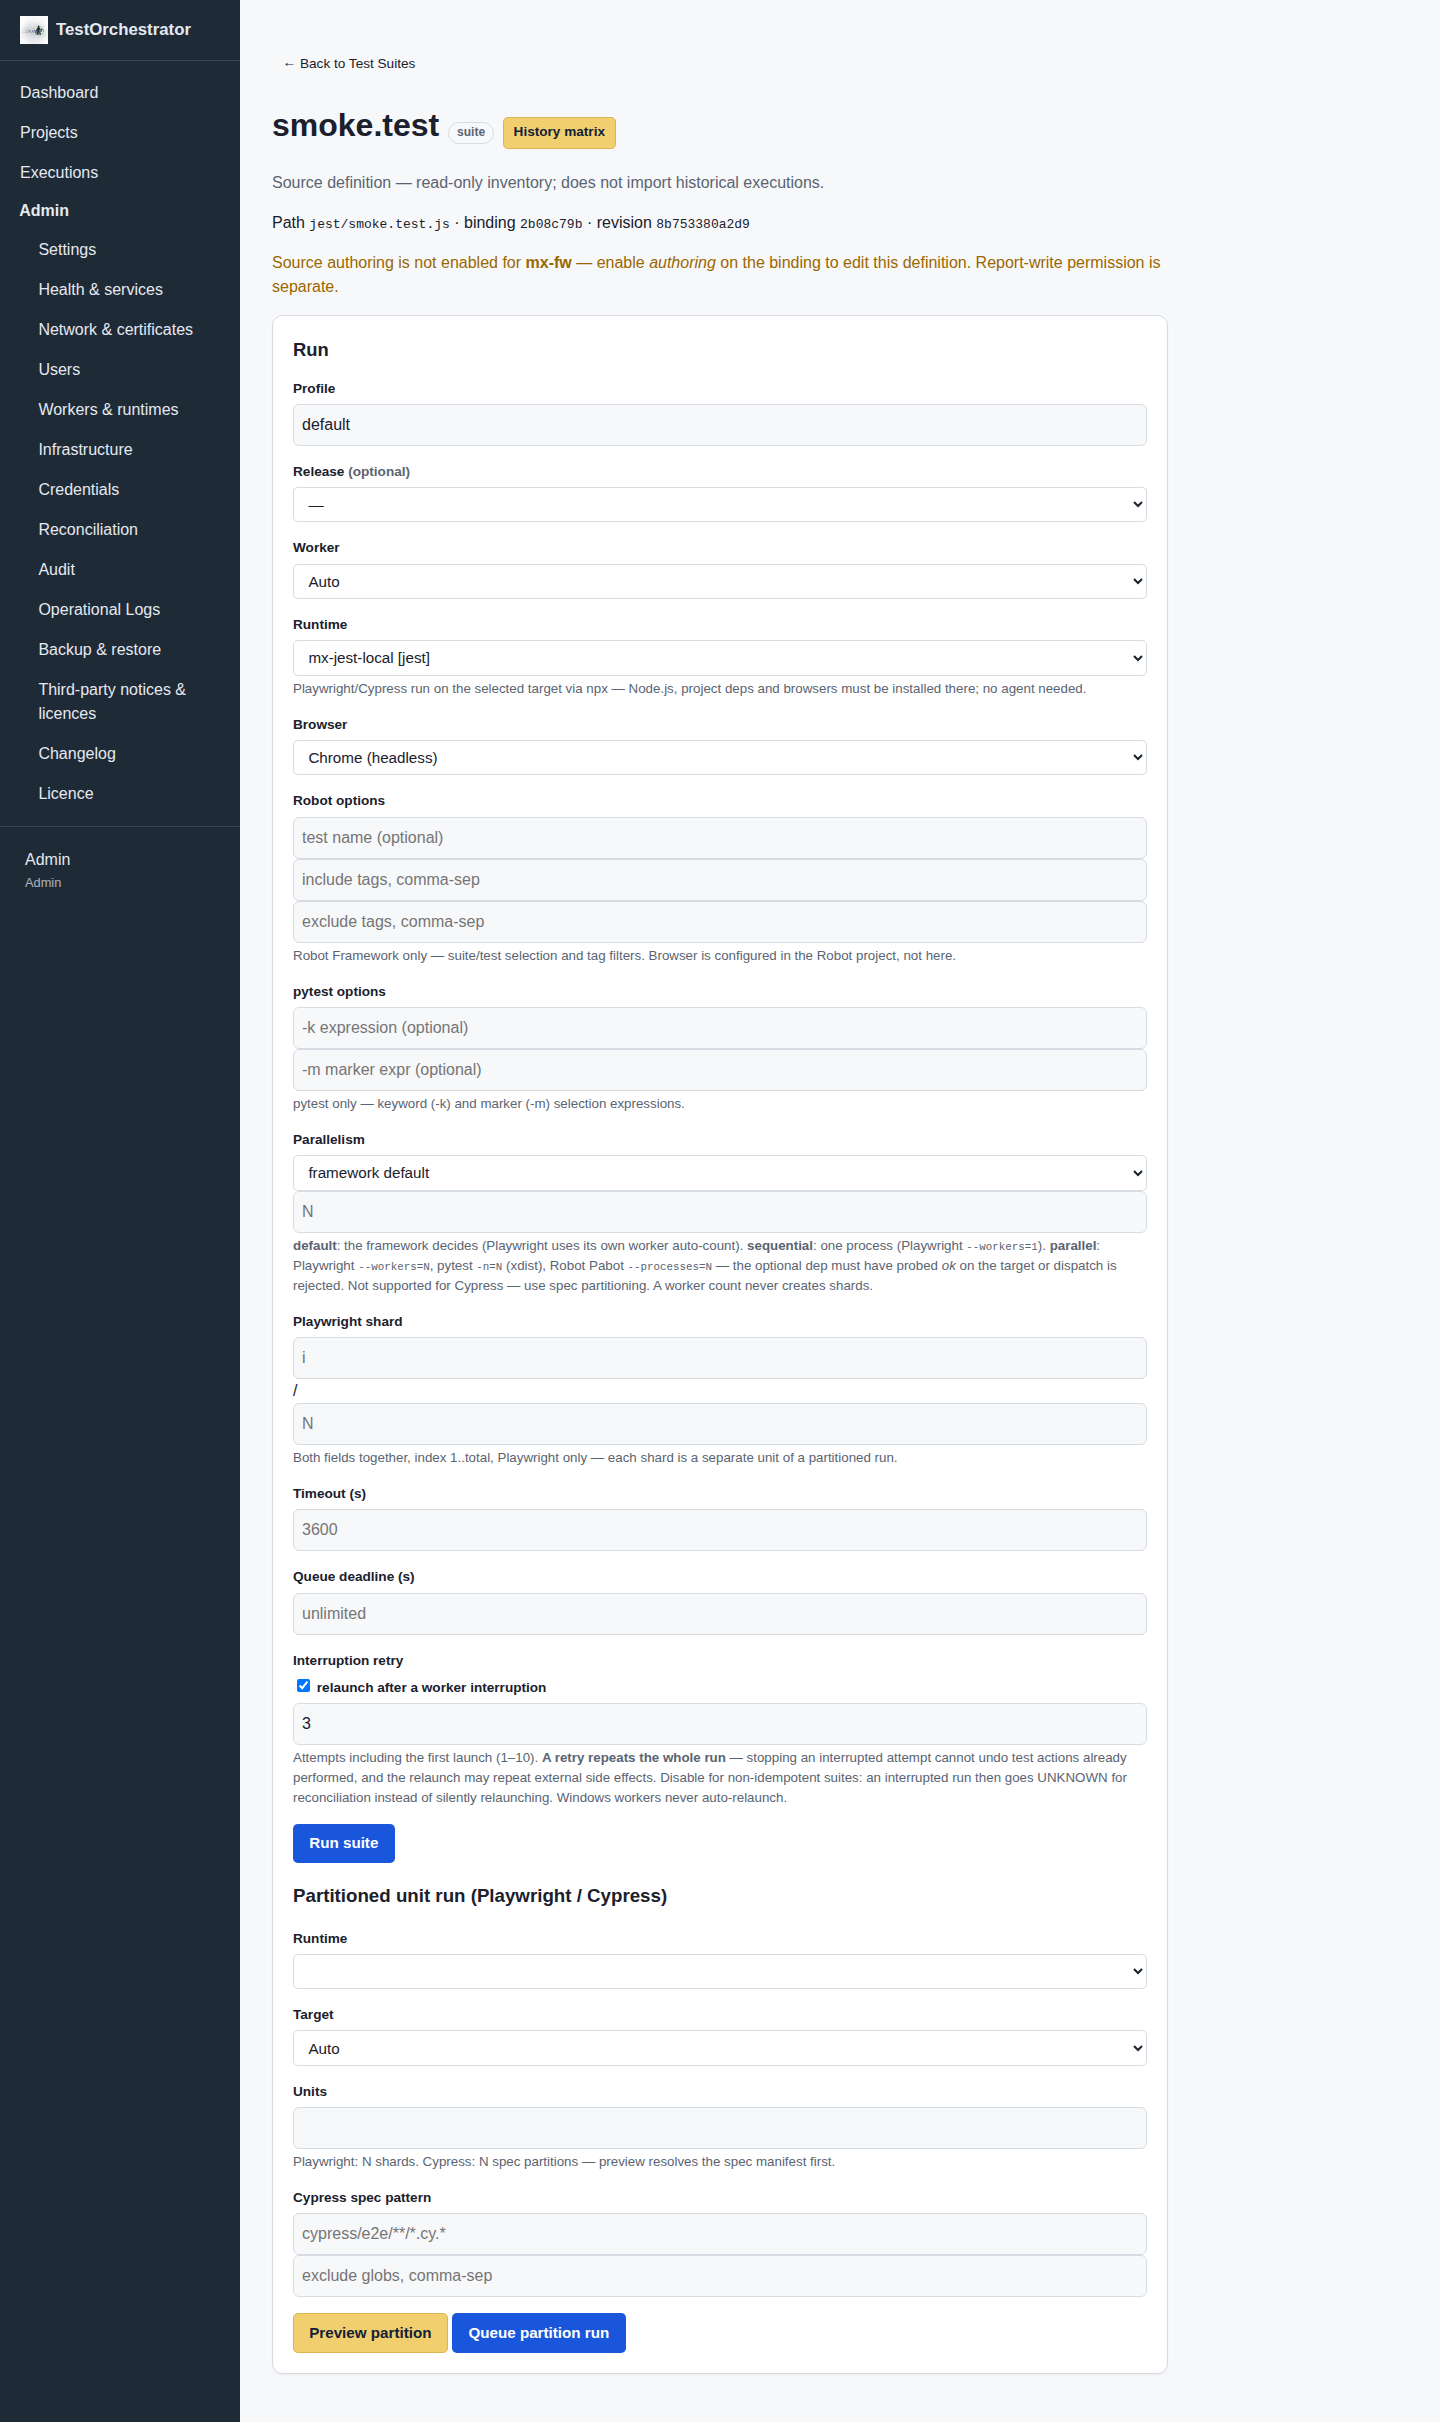 TestOrchestrator
Dashboard
Projects
Executions
Admin
Settings
Health & services
Network & certificates
Users
Workers & runtimes
Infrastructure
Credentials
Reconciliation
Audit
Operational Logs
Backup & restore
Third-party notices &
licences
Changelog
Licence
Admin
Admin
← Back to Test Suites
smoke.test suite History matrix
Source definition — read-only inventory; does not import historical executions.
Path jest/smoke.test.js · binding 2b08c79b · revision 8b753380a2d9
Source authoring is not enabled for mx-fw — enable authoring on the binding to edit this definition. Report-write permission is
separate.
Run
Profile
default
Release (optional)
—
Worker
Auto
Runtime
mx-jest-local [jest]
Playwright/Cypress run on the selected target via npx — Node.js, project deps and browsers must be installed there; no agent needed.
Browser
Chrome (headless)
Robot options
test name (optional)
include tags, comma-sep
exclude tags, comma-sep
Robot Framework only — suite/test selection and tag filters. Browser is configured in the Robot project, not here.
pytest options
-k expression (optional)
-m marker expr (optional)
pytest only — keyword (-k) and marker (-m) selection expressions.
Parallelism
framework default
N
default: the framework decides (Playwright uses its own worker auto-count). sequential: one process (Playwright --workers=1). parallel:
Playwright --workers=N, pytest -n=N (xdist), Robot Pabot --processes=N — the optional dep must have probed ok on the target or dispatch is
rejected. Not supported for Cypress — use spec partitioning. A worker count never creates shards.
Playwright shard
i
/
N
Both fields together, index 1..total, Playwright only — each shard is a separate unit of a partitioned run.
Timeout (s)
3600
Queue deadline (s)
unlimited
Interruption retry
relaunch after a worker interruption
3
Attempts including the first launch (1–10). A retry repeats the whole run — stopping an interrupted attempt cannot undo test actions already
performed, and the relaunch may repeat external side effects. Disable for non-idempotent suites: an interrupted run then goes UNKNOWN for
reconciliation instead of silently relaunching. Windows workers never auto-relaunch.
Run suite
Partitioned unit run (Playwright / Cypress)
Runtime
Target
Auto
Units
Playwright: N shards. Cypress: N spec partitions — preview resolves the spec manifest first.
Cypress spec pattern
cypress/e2e/**/*.cy.*
exclude globs, comma-sep
Preview partition Queue partition run